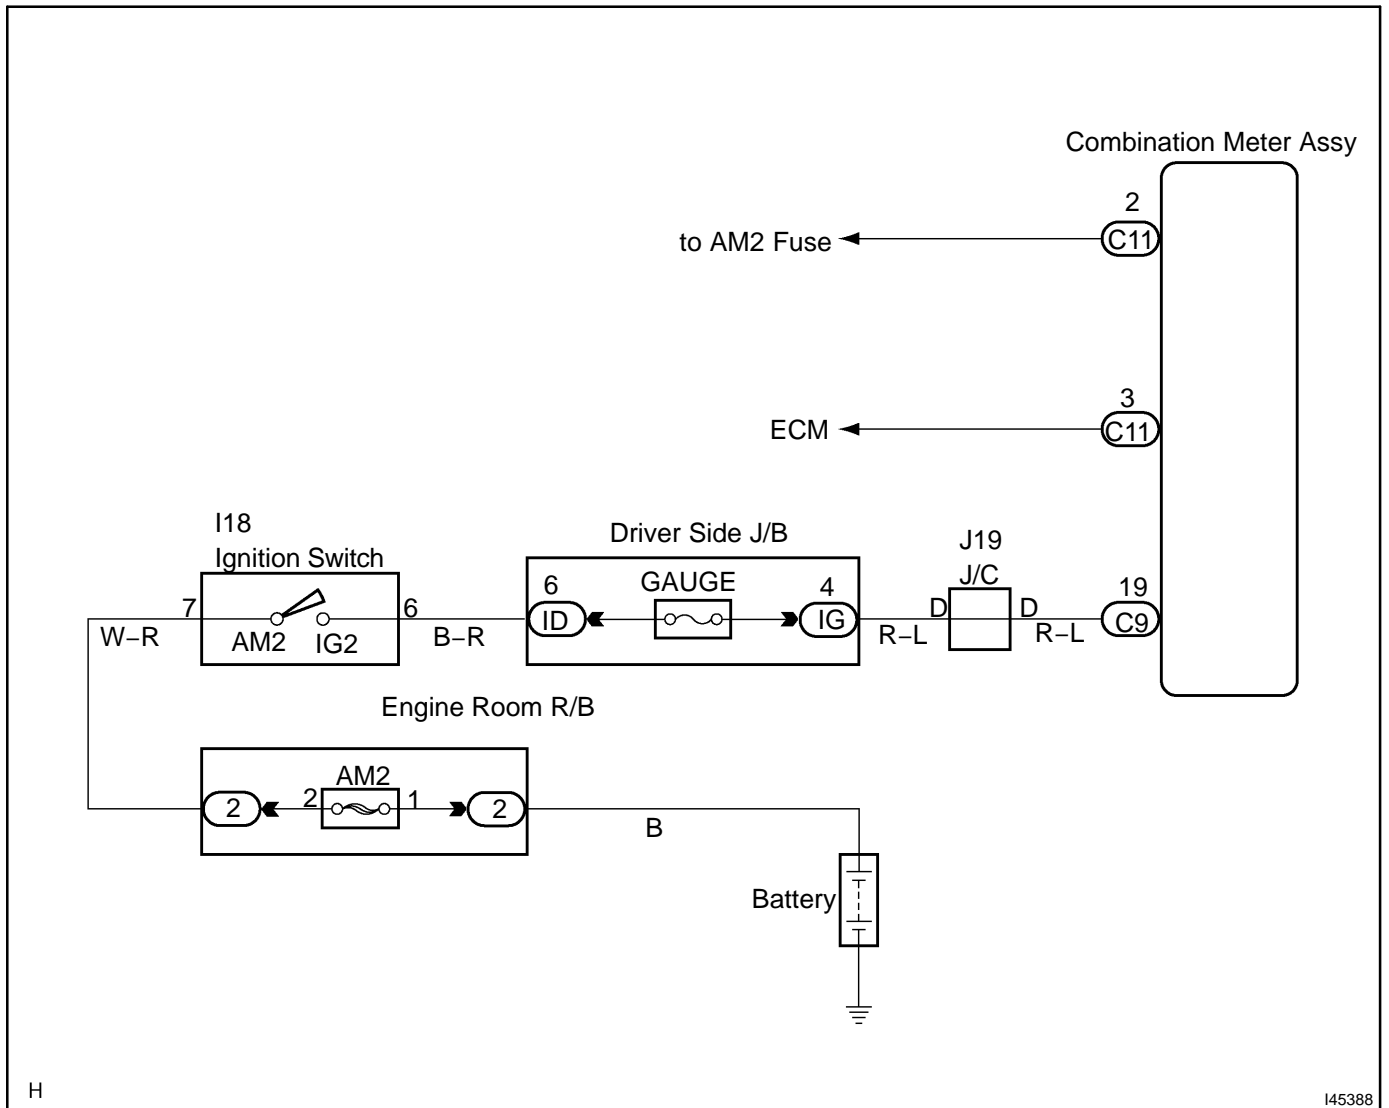 Combination Meter Assy
2
to AM2 Fuse
C11
3
ECM
C11
I18
Ignition Switch
7
AM2
IG2
6
W–R
B–R
Driver Side J/B
6
GAUGE
4
ID
IG
R–L
J19
J/C
D
D
R–L
19
C9
Engine Room R/B
AM2
2
2
1
2
B
Battery
H
I45388